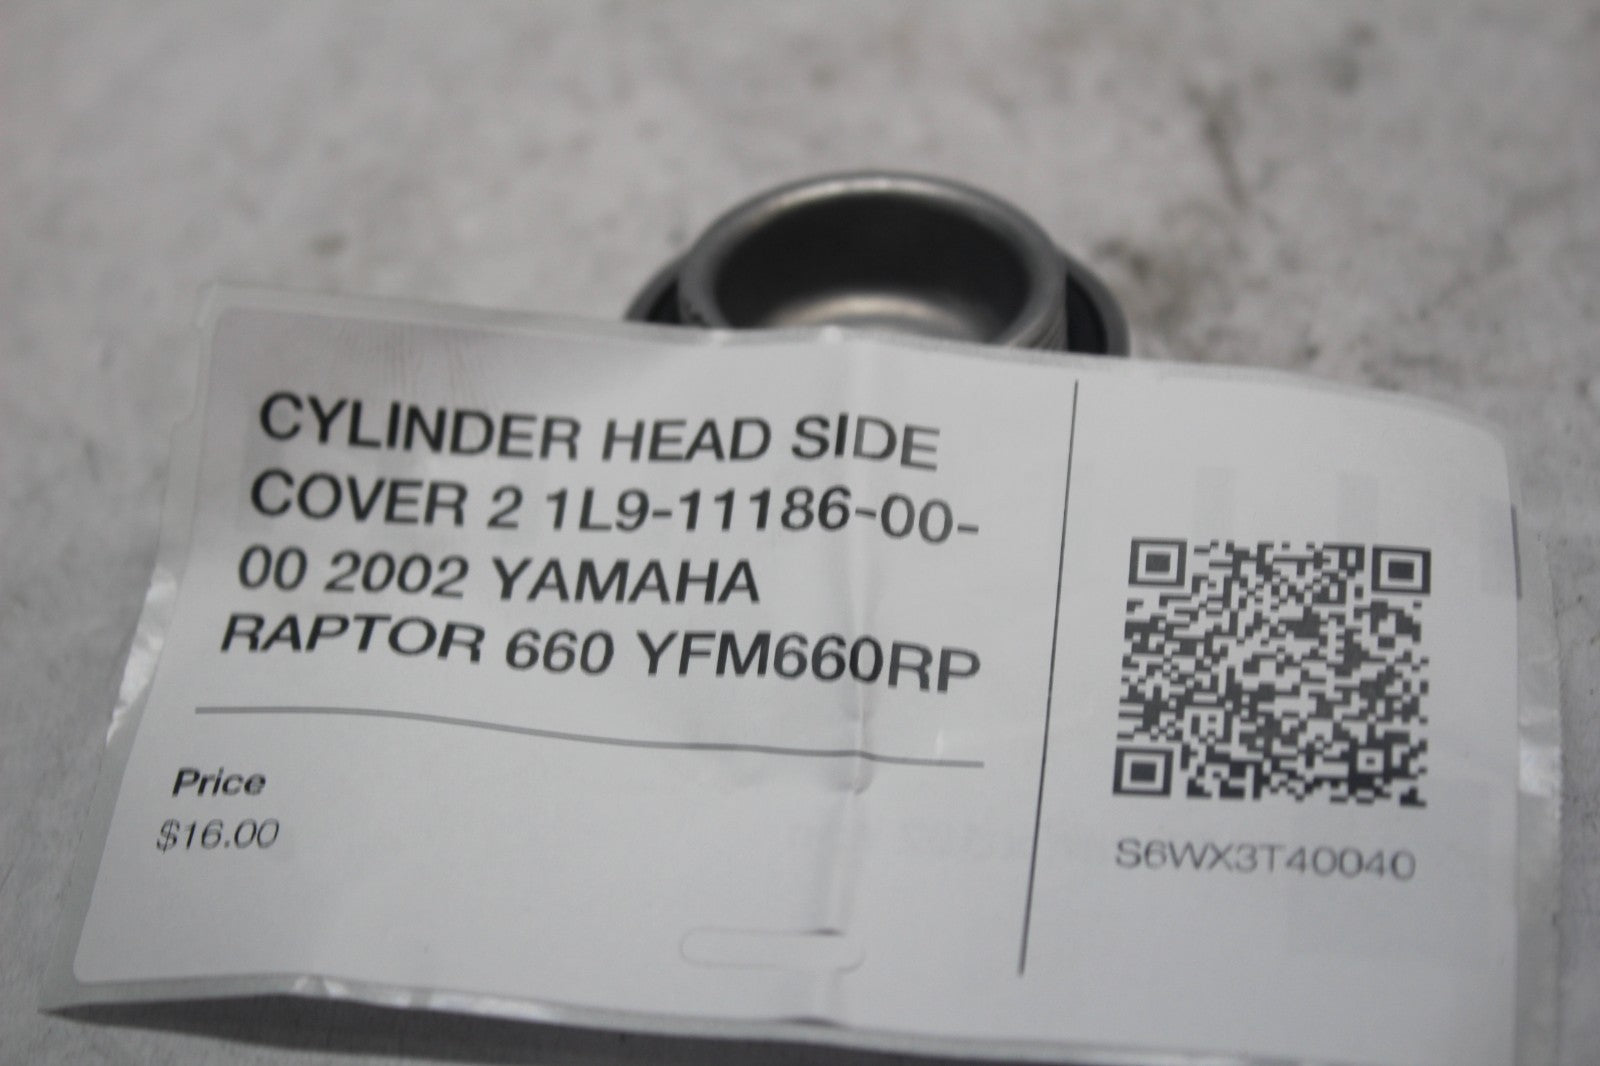 CYLINDER HEAD SIDE
COVER 2 1L9-11186-00-
00 2002 YAMAHA
RAPTOR 660 YFM660RP
Price
$16.00
S6WX3T40040